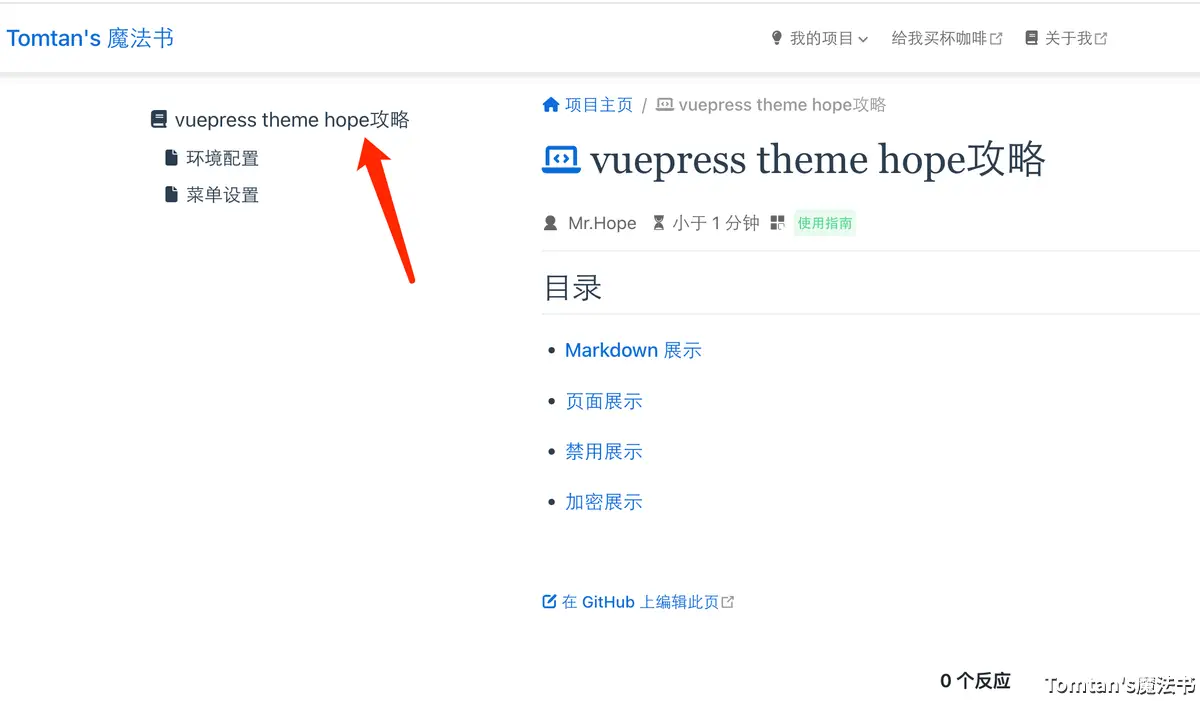 Tomtan's 魔法书
我的项目
给我买杯咖啡
关于我
vuepress theme hope攻略
环境配置
菜单设置
项目主页 / vuepress theme hope攻略
vuepress theme hope攻略
Mr.Hope 小于 1 分钟 使用指南
目录
Markdown 展示
页面展示
禁用展示
加密展示
在 GitHub 上编辑此页
0 个反应
Tomtan's魔法书